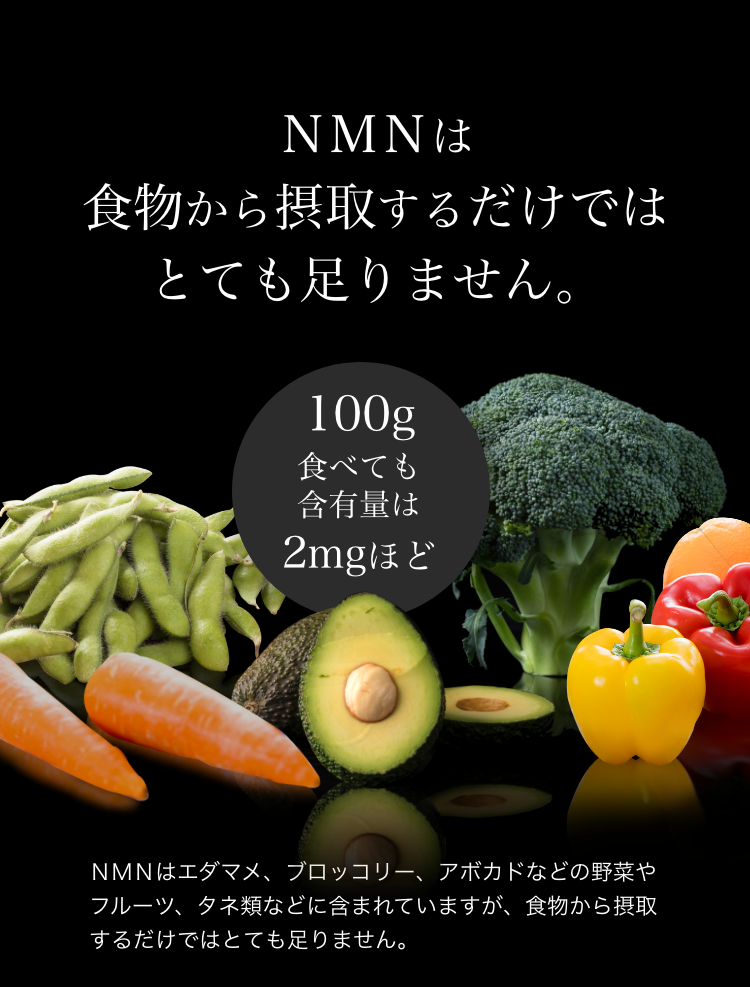 ＮＭＮは
食物から摂取するだけでは
とても足りません。
100g
食べても
含有量は
2mgほど
ＮＭＮはエダマメ、ブロッコリー、アボカドなどの野菜や
フルーツ、タネ類などに含まれていますが、食物から摂取
するだけではとても足りません。